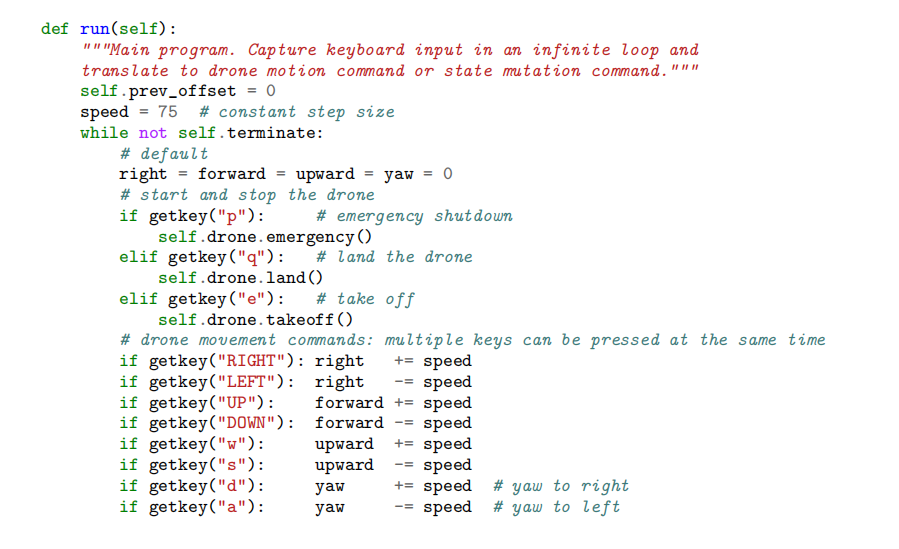 def run(self):
    """Main program. Capture keyboard input in an infinite loop and
    translate to drone motion command or state mutation command."""
    self.prev_offset = 0
    speed = 75  # constant step size
    while not self.terminate:
        # default
        right = forward = upward = yaw = 0
        # start and stop the drone
        if getkey("p"):     # emergency shutdown
            self.drone.emergency()
        elif getkey("q"):   # land the drone
            self.drone.land()
        elif getkey("e"):   # take off
            self.drone.takeoff()
        # drone movement commands: multiple keys can be pressed at the same time
        if getkey("RIGHT"): right   += speed
        if getkey("LEFT"):  right   -= speed
        if getkey("UP"):    forward += speed
        if getkey("DOWN"):  forward -= speed
        if getkey("w"):     upward  += speed
        if getkey("s"):     upward  -= speed
        if getkey("d"):     yaw     += speed  # yaw to right
        if getkey("a"):     yaw     -= speed  # yaw to left